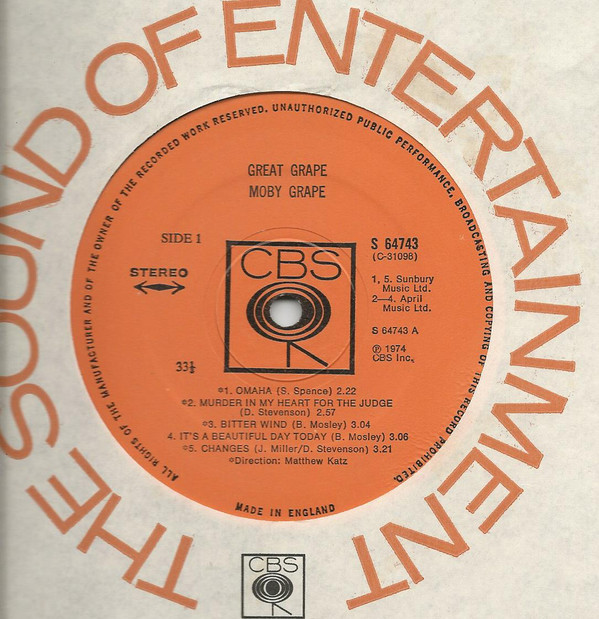 THE SOUND OF ENTERTAINMENT
ALL RIGHTS OF THE MANUFACTURER AND OF THE OWNER OF THE RECORDED WORK RESERVED. UNAUTHORIZED PUBLIC PERFORMANCE, BROADCASTING AND COPYING OF THIS RECORD PROHIBITED.
GREAT GRAPE
MOBY GRAPE
SIDE 1
STEREO
33⅓
CBS
S 64743
(C-31098)
1, 5. Sunbury
Music Ltd.
2—4. April
Music Ltd.
S 64743 A
℗ 1974
CBS Inc.
*1. OMAHA (S. Spence) 2.22
*2. MURDER IN MY HEART FOR THE JUDGE
(D. Stevenson) 2.57
*3. BITTER WIND (B. Mosley) 3.04
4. IT'S A BEAUTIFUL DAY TODAY (B. Mosley) 3.06
*5. CHANGES (J. Miller/D. Stevenson) 3.21
*Direction: Matthew Katz
MADE IN ENGLAND
CBS